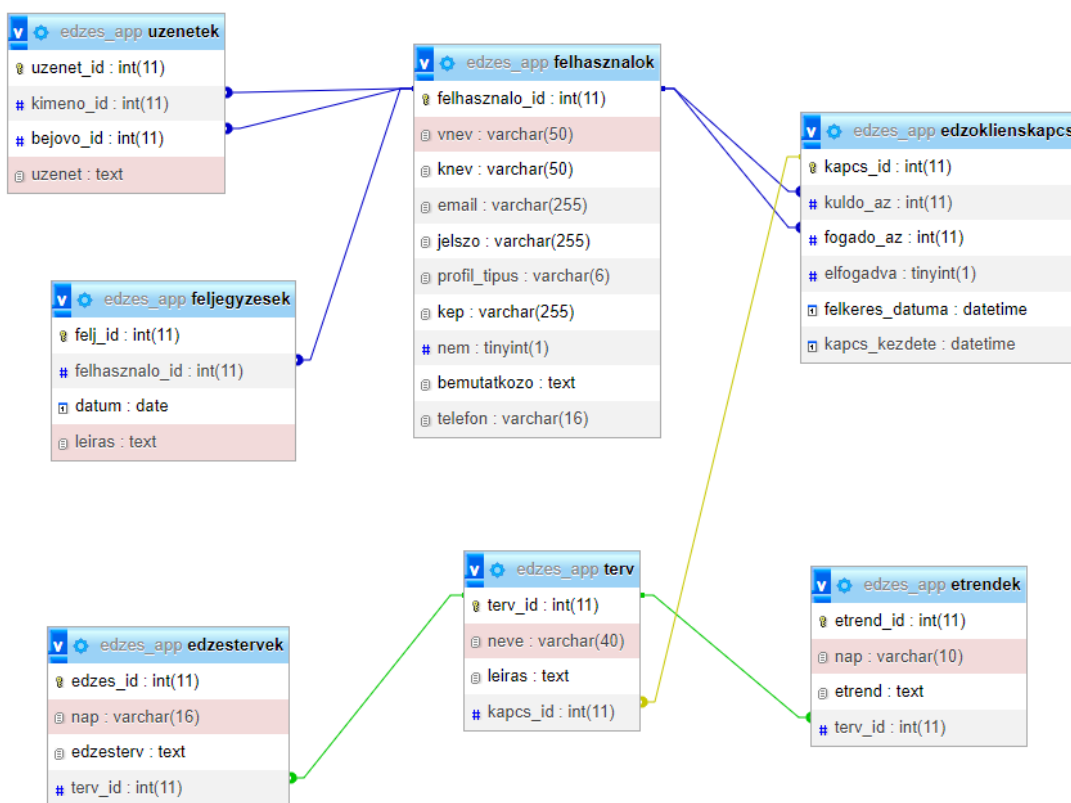 edzes_app uzenetek
uzenet_id : int(11)
kimeno_id : int(11)
bejovo_id : int(11)
uzenet : text
edzes_app felhasznalok
felhasznalo_id : int(11)
vnev : varchar(50)
knev : varchar(50)
email : varchar(255)
jelszo : varchar(255)
profil_tipus : varchar(6)
kep : varchar(255)
nem : tinyint(1)
bemutatkozo : text
telefon : varchar(16)
edzes_app edzoklienskapcs
kapcs_id : int(11)
kuldo_az : int(11)
fogado_az : int(11)
elfogadva : tinyint(1)
felkeres_datuma : datetime
kapcs_kezdete : datetime
edzes_app feljegyzesek
felj_id : int(11)
felhasznalo_id : int(11)
datum : date
leiras : text
edzes_app terv
terv_id : int(11)
neve : varchar(40)
leiras : text
kapcs_id : int(11)
edzes_app etrendek
etrend_id : int(11)
nap : varchar(10)
etrend : text
terv_id : int(11)
edzes_app edzestervek
edzes_id : int(11)
nap : varchar(16)
edzesterv : text
terv_id : int(11)